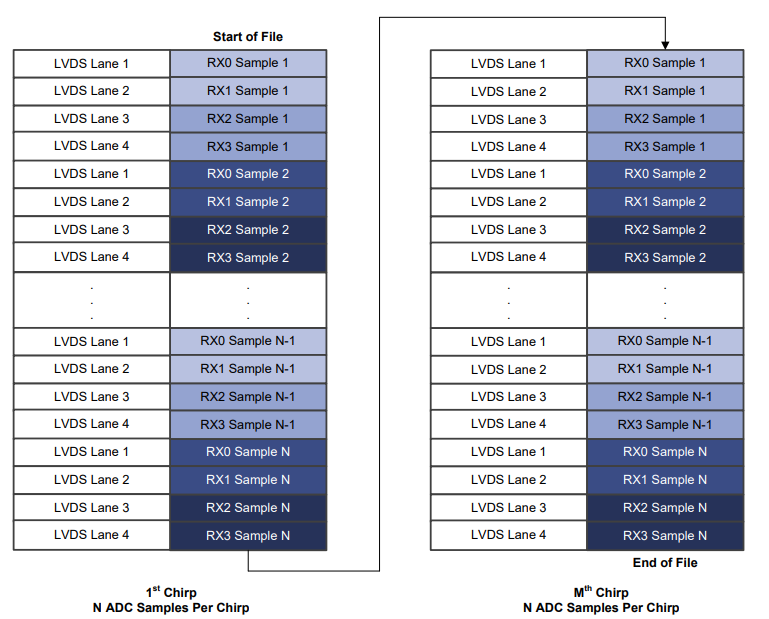 Start of File
LVDS Lane 1 RX0 Sample 1
LVDS Lane 2 RX1 Sample 1
LVDS Lane 3 RX2 Sample 1
LVDS Lane 4 RX3 Sample 1
LVDS Lane 1 RX0 Sample 2
LVDS Lane 2 RX1 Sample 2
LVDS Lane 3 RX2 Sample 2
LVDS Lane 4 RX3 Sample 2
. .
. .
. .
LVDS Lane 1 RX0 Sample N-1
LVDS Lane 2 RX1 Sample N-1
LVDS Lane 3 RX2 Sample N-1
LVDS Lane 4 RX3 Sample N-1
LVDS Lane 1 RX0 Sample N
LVDS Lane 2 RX1 Sample N
LVDS Lane 3 RX2 Sample N
LVDS Lane 4 RX3 Sample N
1st Chirp
N ADC Samples Per Chirp
LVDS Lane 1 RX0 Sample 1
LVDS Lane 2 RX1 Sample 1
LVDS Lane 3 RX2 Sample 1
LVDS Lane 4 RX3 Sample 1
LVDS Lane 1 RX0 Sample 2
LVDS Lane 2 RX1 Sample 2
LVDS Lane 3 RX2 Sample 2
LVDS Lane 4 RX3 Sample 2
. .
. .
. .
LVDS Lane 1 RX0 Sample N-1
LVDS Lane 2 RX1 Sample N-1
LVDS Lane 3 RX2 Sample N-1
LVDS Lane 4 RX3 Sample N-1
LVDS Lane 1 RX0 Sample N
LVDS Lane 2 RX1 Sample N
LVDS Lane 3 RX2 Sample N
LVDS Lane 4 RX3 Sample N
End of File
Mth Chirp
N ADC Samples Per Chirp